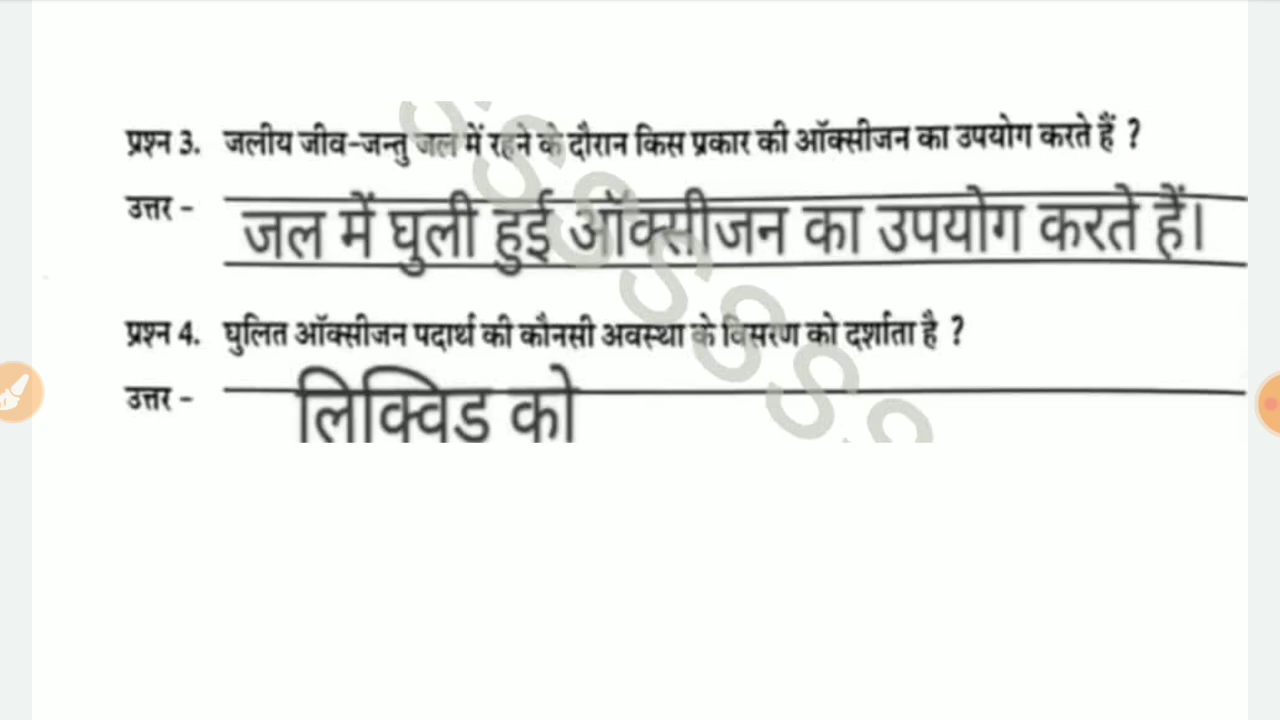 प्रश्न 3. जलीय जीव-जन्तु जल में रहने के दौरान किस प्रकार की ऑक्सीजन का उपयोग करते हैं ?
उत्तर - जल में घुली हुई ऑक्सीजन का उपयोग करते हैं।
प्रश्न 4. घुलित ऑक्सीजन पदार्थ की कौनसी अवस्था के विसरण को दर्शाता है ?
उत्तर - लिक्विड को